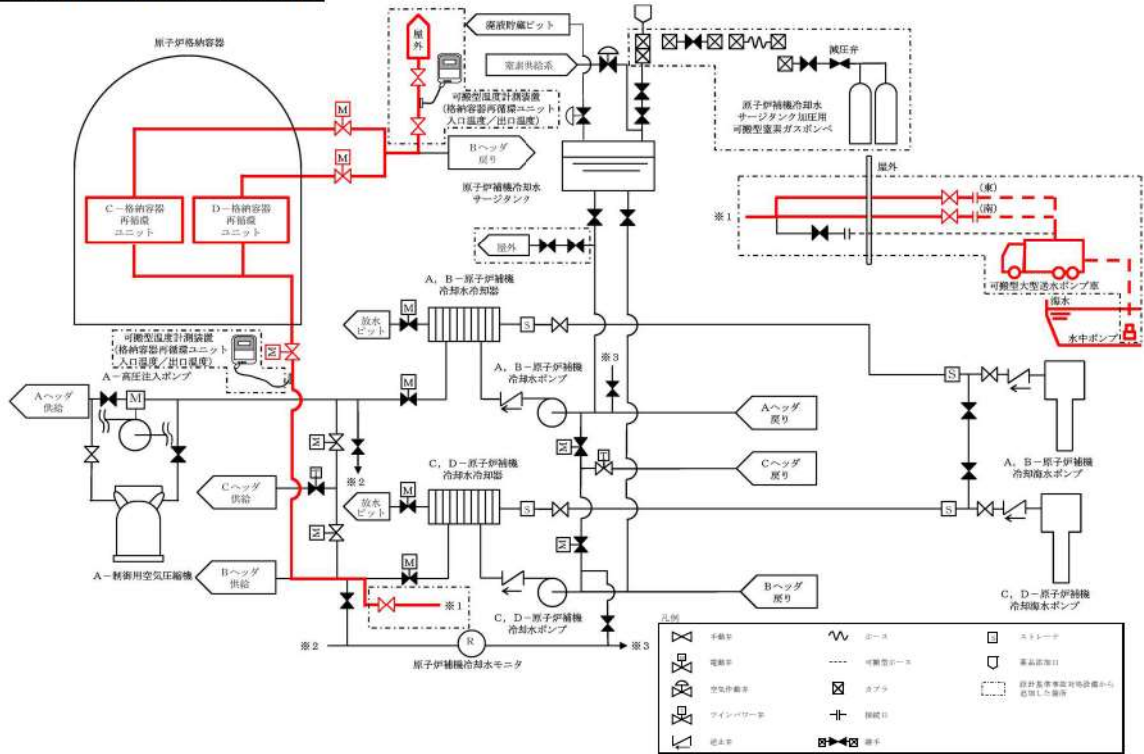 屋外
廃液貯蔵ピット
窒素供給系
減圧弁
原子炉格納容器
可搬型温度計測装置
(格納容器再循環ユニット
入口温度／出口温度)
原子炉補機冷却水
サージタンク加圧用
可搬型窒素ガスボンベ
M
M
Bヘッダ
戻り
原子炉補機冷却水
サージタンク
屋外
(東)
(南)
※1
C－格納容器
再循環
ユニット
D－格納容器
再循環
ユニット
屋外
可搬型大型送水ポンプ車
海水
水中ポンプ
A，B－原子炉補機
冷却水冷却器
放水
ピット
M
S
可搬型温度計測装置
(格納容器再循環ユニット
入口温度／出口温度)
M
※3
A，B－原子炉補機
冷却水ポンプ
S
A－高圧注入ポンプ
Aヘッダ
供給
M
M
Aヘッダ
戻り
M
M
T
Cヘッダ
戻り
A，B－原子炉補機
冷却海水ポンプ
※2
C，D－原子炉補機
冷却水冷却器
T
Cヘッダ
供給
放水
ピット
M
S
S
M
M
A－制御用空気圧縮機
Bヘッダ
供給
M
Bヘッダ
戻り
C，D－原子炉補機
冷却海水ポンプ
※1
C，D－原子炉補機
冷却水ポンプ
※2
R
※3
原子炉補機冷却水モニタ
凡例
手動弁
ホース
S
ストレーナ
電動弁
可搬型ホース
薬品添加口
空気作動弁
カプラ
設計基準事故対処設備から
追加した箇所
T
ツインパワー弁
接続口
逆止弁
継手